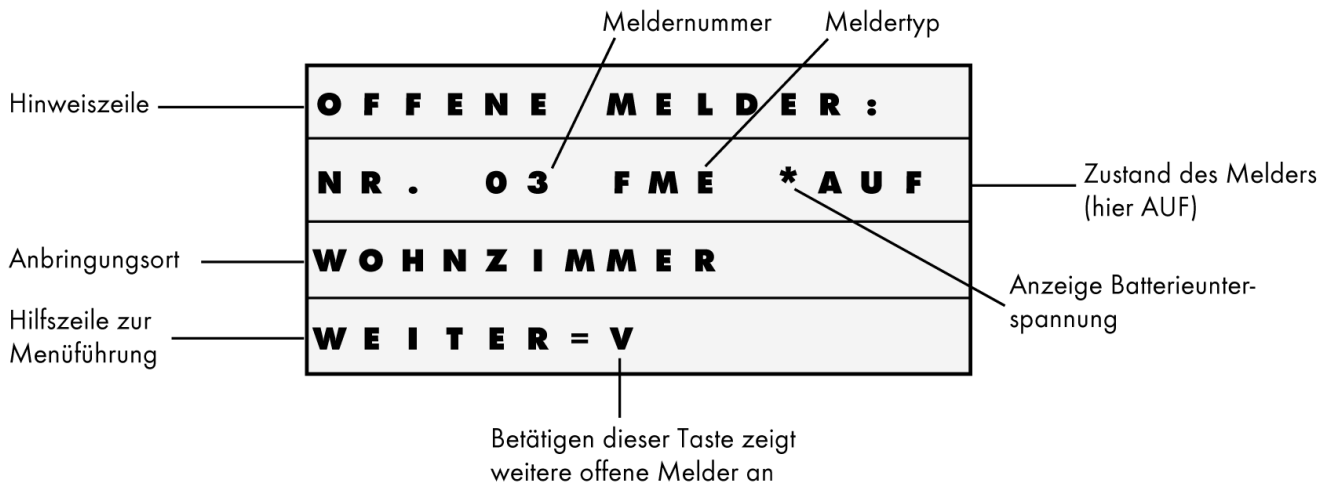 Meldernummer
Meldertyp
Hinweiszeile
OFFENE MELDER:
NR. 03 FME *AUF
Zustand des Melders
(hier AUF)
Anbringungsort
WOHNZIMMER
Anzeige Batterieunter-
spannung
Hilfszeile zur
Menüführung
WEITER=V
Betätigen dieser Taste zeigt
weitere offene Melder an